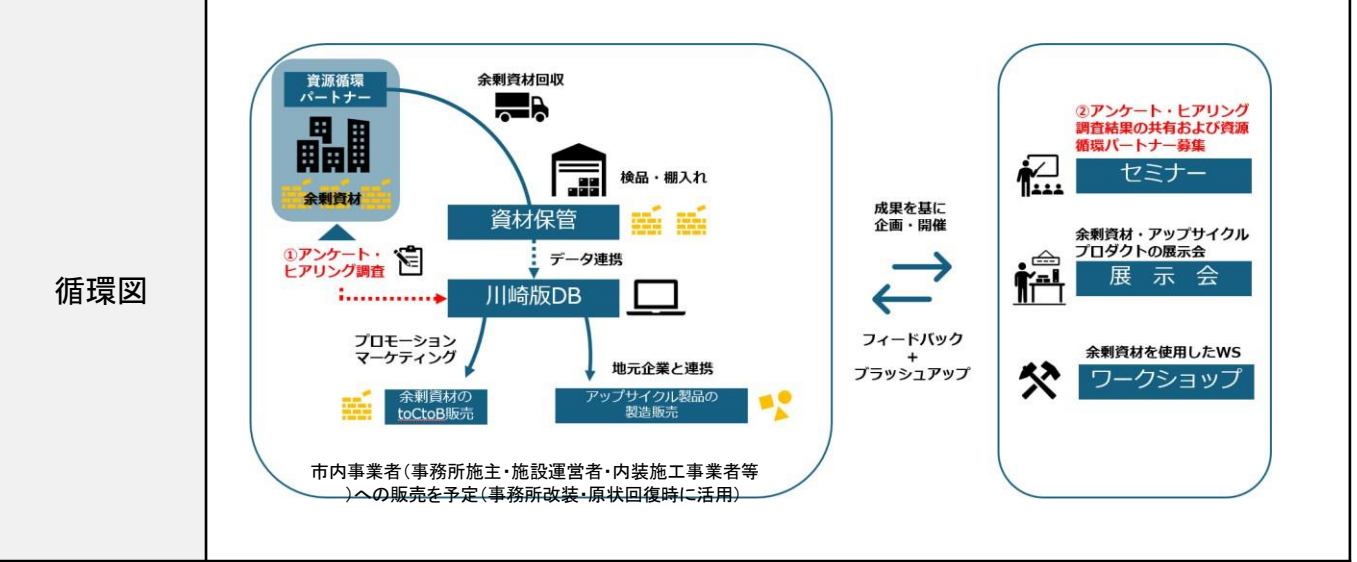 循環図
資源循環
パートナー
余剰資材
余剰資材回収
検品・棚入れ
資材保管
①アンケート・
ヒアリング調査
データ連携
川崎版DB
プロモーション
マーケティング
地元企業と連携
余剰資材の
toCtoB販売
アップサイクル製品の
製造販売
市内事業者(事務所施主・施設運営者・内装施工事業者等
)への販売を予定(事務所改装・原状回復時に活用)
成果を基に
企画・開催
フィードバック
+
ブラッシュアップ
②アンケート・ヒアリング
調査結果の共有および資源
循環パートナー募集
セミナー
余剰資材・アップサイクル
プロダクトの展示会
展 示 会
余剰資材を使用したWS
ワークショップ